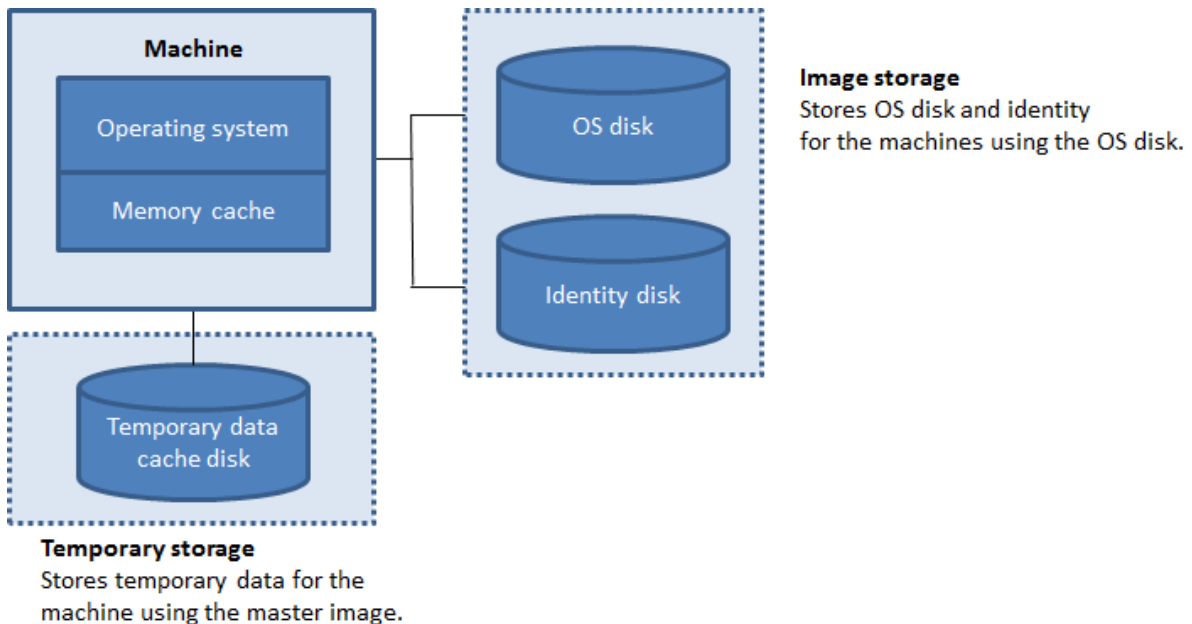 Machine
Operating system
Memory cache
OS disk
Identity disk
Image storage
Stores OS disk and identity
for the machines using the OS disk.
Temporary data
cache disk
Temporary storage
Stores temporary data for the
machine using the master image.